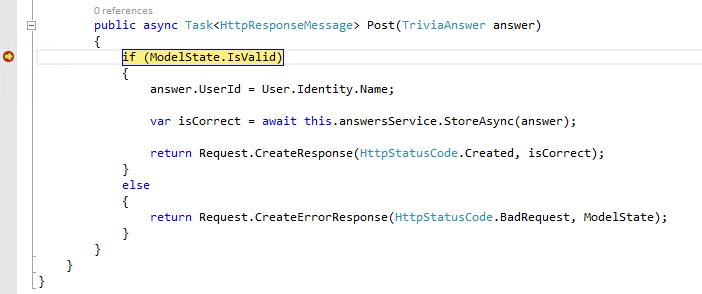 0 references
public async Task<HttpResponseMessage> Post(TriviaAnswer answer)
{
if (ModelState.IsValid)
{
answer.UserId = User.Identity.Name;
var isCorrect = await this.answersService.StoreAsync(answer);
return Request.CreateResponse(HttpStatusCode.Created, isCorrect);
}
else
{
return Request.CreateErrorResponse(HttpStatusCode.BadRequest, ModelState);
}
}
}
}